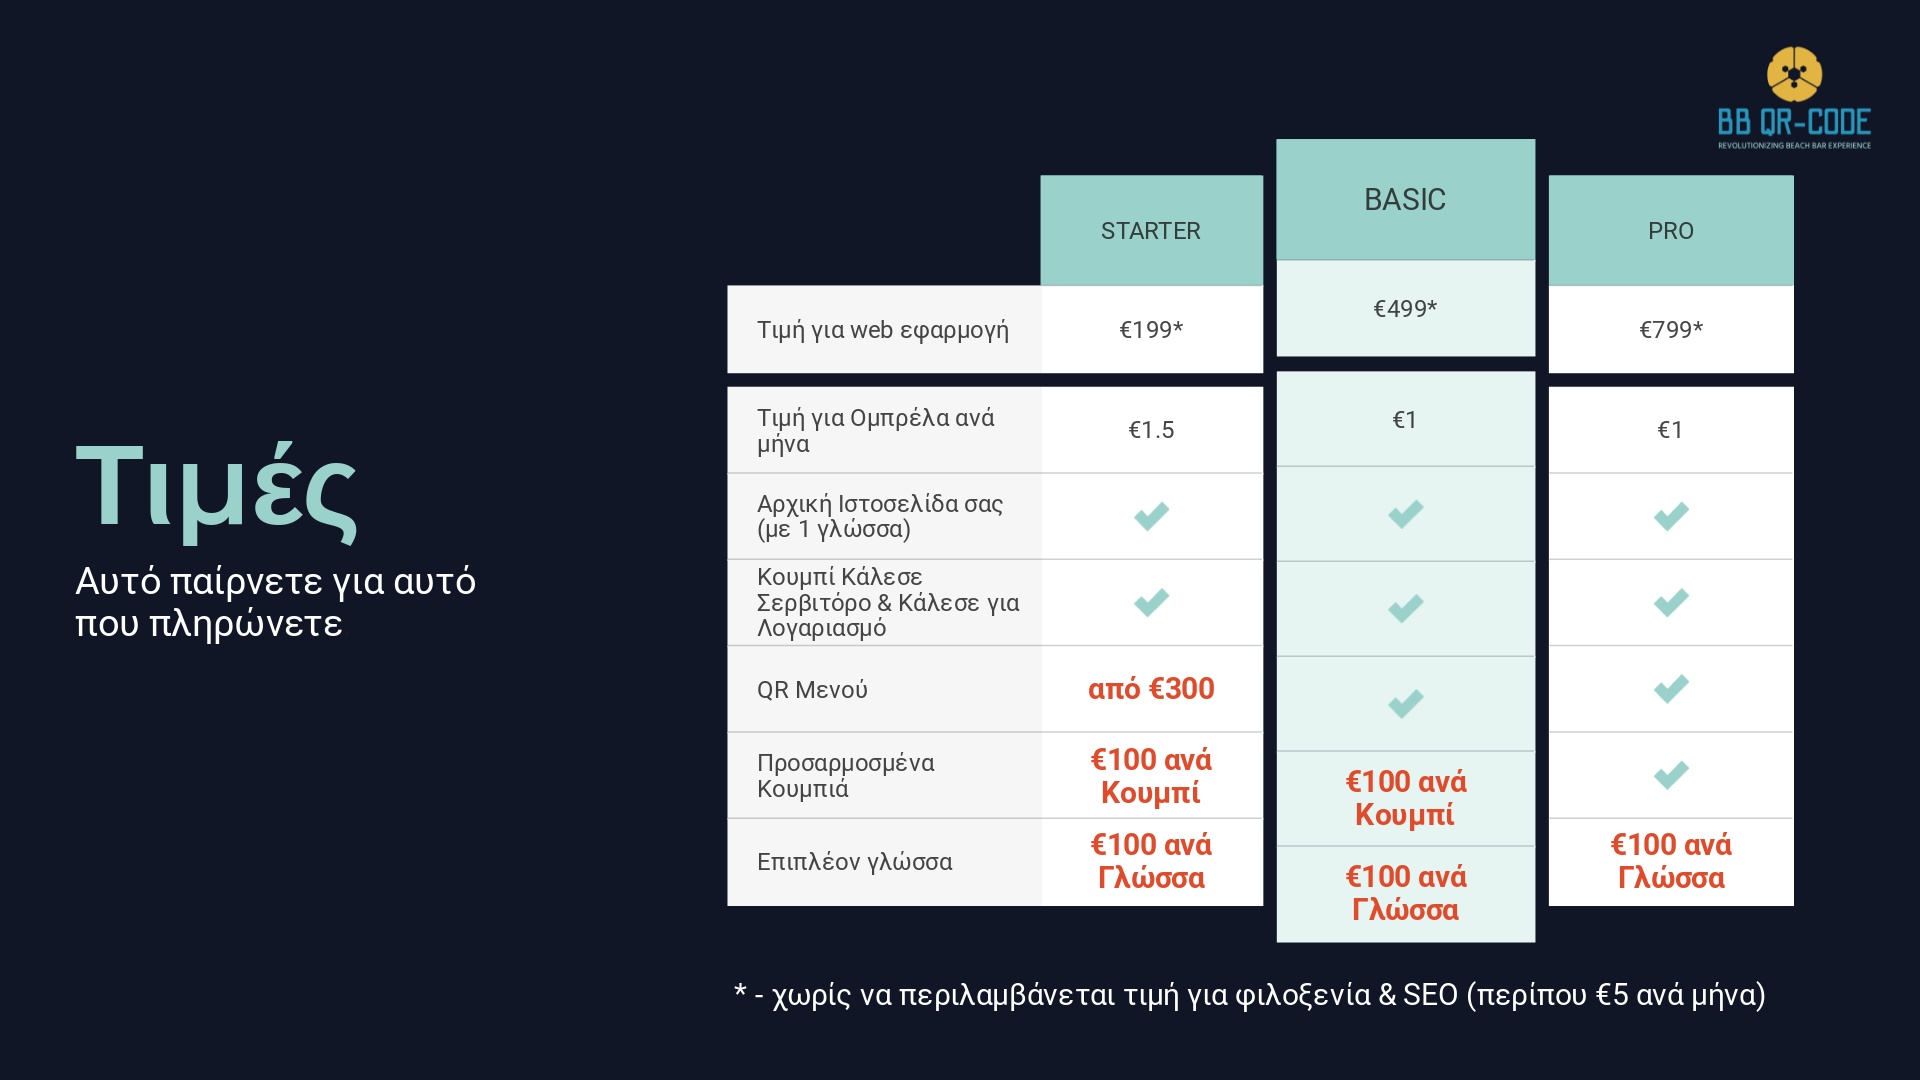 BB QR-CODE
REVOLUTIONIZING BEACH BAR EXPERIENCE
Τιμές
Αυτό παίρνετε για αυτό
που πληρώνετε
STARTER
BASIC
PRO
Τιμή για web εφαρμογή
€199*
€499*
€799*
Τιμή για Ομπρέλα ανά
μήνα
€1.5
€1
€1
Αρχική Ιστοσελίδα σας
(με 1 γλώσσα)
Κουμπί Κάλεσε
Σερβιτόρο & Κάλεσε για
Λογαριασμό
QR Μενού
από €300
Προσαρμοσμένα
Κουμπιά
€100 ανά
Κουμπί
€100 ανά
Κουμπί
Επιπλέον γλώσσα
€100 ανά
Γλώσσα
€100 ανά
Γλώσσα
€100 ανά
Γλώσσα
* - χωρίς να περιλαμβάνεται τιμή για φιλοξενία & SEO (περίπου €5 ανά μήνα)